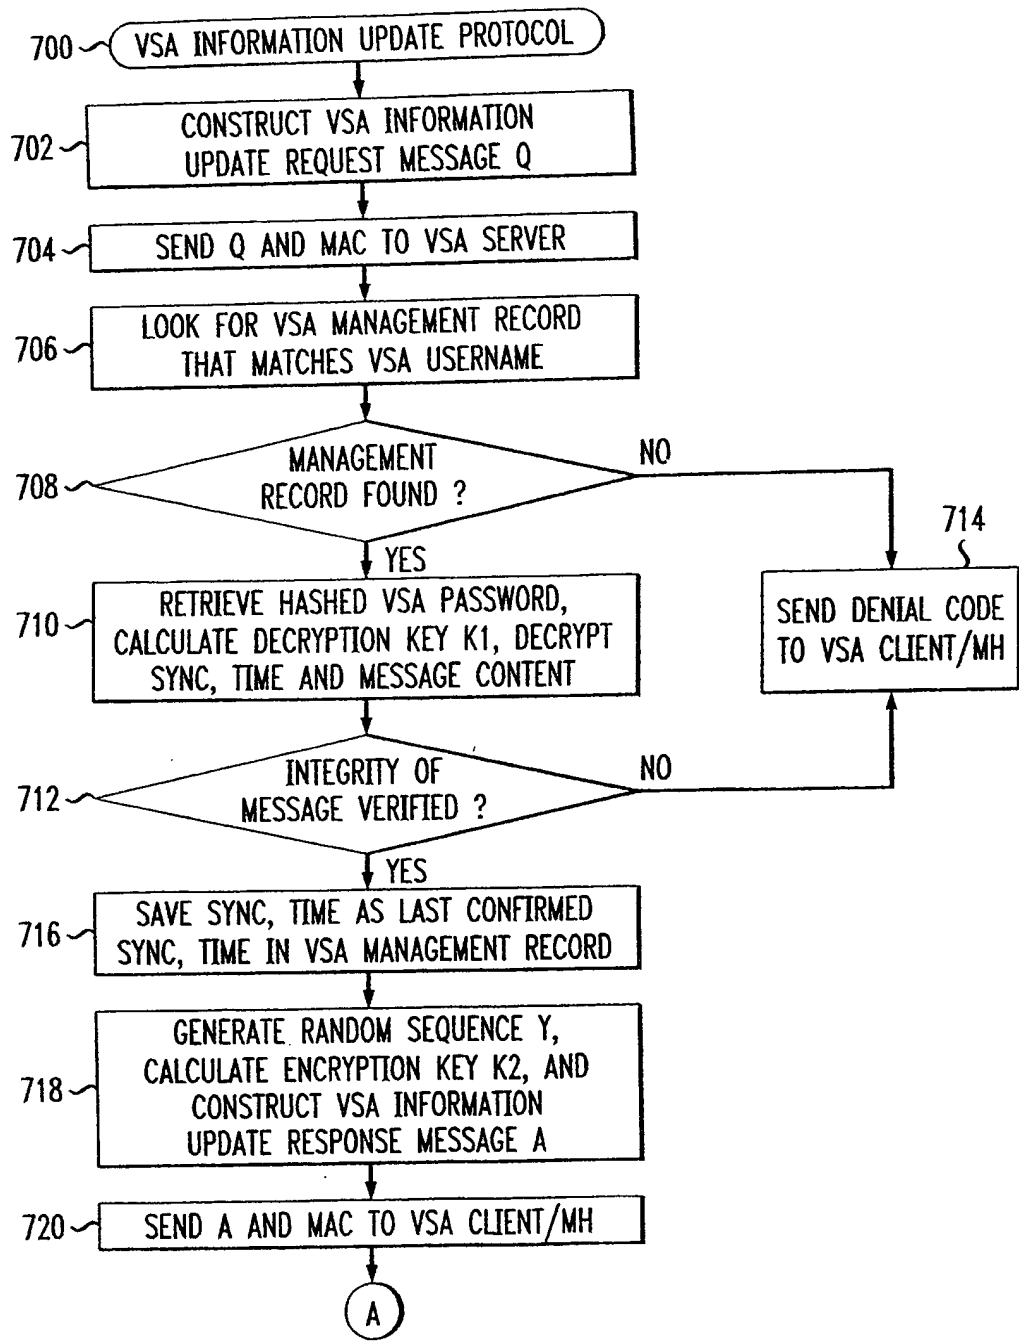 700 VSA INFORMATION UPDATE PROTOCOL
702 CONSTRUCT VSA INFORMATION
UPDATE REQUEST MESSAGE Q
704 SEND Q AND MAC TO VSA SERVER
706 LOOK FOR VSA MANAGEMENT RECORD
THAT MATCHES VSA USERNAME
708 MANAGEMENT
RECORD FOUND ?
NO
YES
710 RETRIEVE HASHED VSA PASSWORD,
CALCULATE DECRYPTION KEY K1, DECRYPT
SYNC, TIME AND MESSAGE CONTENT
714
SEND DENIAL CODE
TO VSA CLIENT/MH
712 INTEGRITY OF
MESSAGE VERIFIED ?
NO
YES
716 SAVE SYNC, TIME AS LAST CONFIRMED
SYNC, TIME IN VSA MANAGEMENT RECORD
718 GENERATE RANDOM SEQUENCE Y,
CALCULATE ENCRYPTION KEY K2, AND
CONSTRUCT VSA INFORMATION
UPDATE RESPONSE MESSAGE A
720 SEND A AND MAC TO VSA CLIENT/MH
A